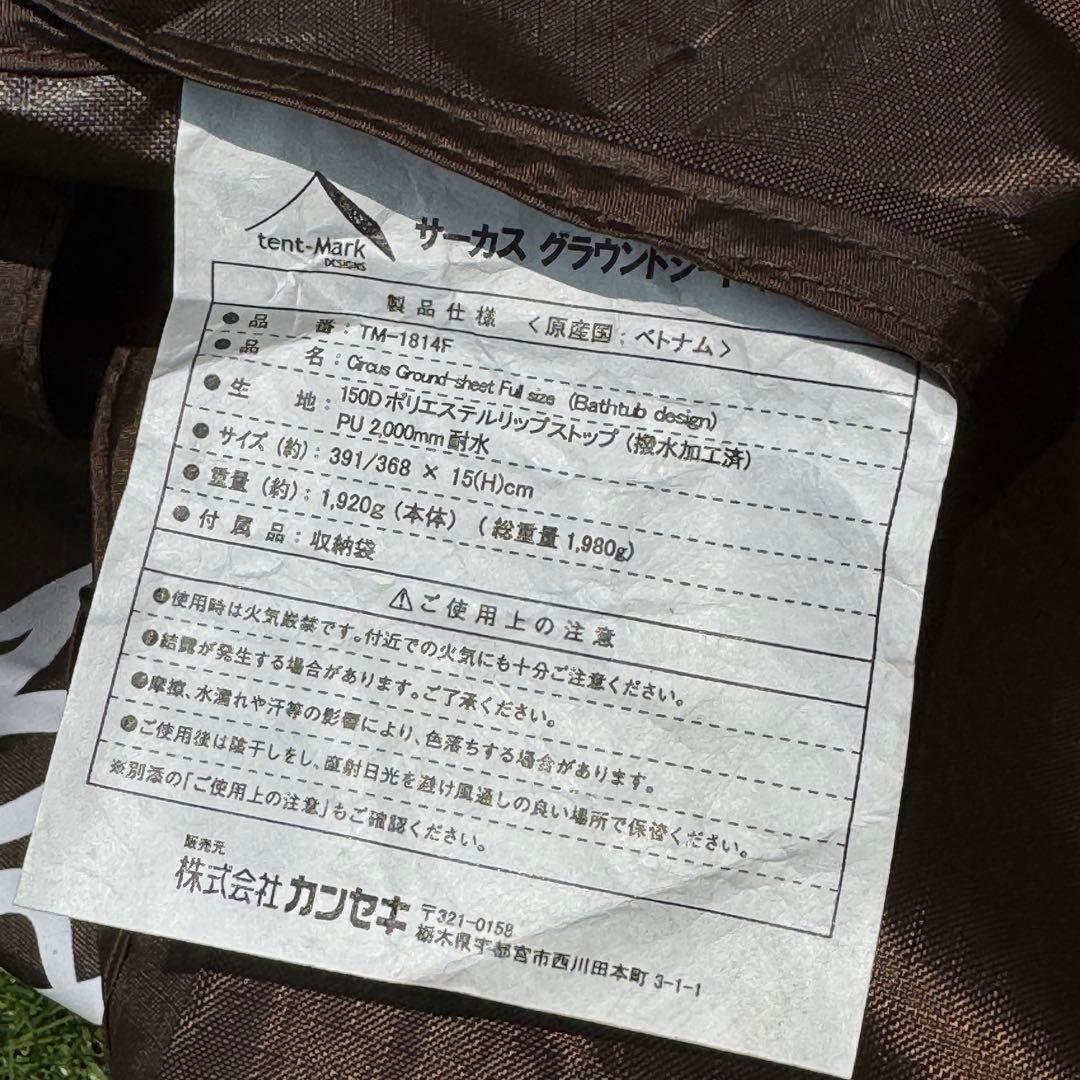 tent-Mark
DESIGNS
サーカス グラウンドシート
製品仕様 〈原産国:ベトナム〉
●品番:TM-1814F
●品名:Circus Ground-sheet Full size (Bathtub design)
●生地:150Dポリエステルリップストップ(撥水加工済)
PU 2,000mm耐水
●サイズ(約):391/368 × 15(H)cm
●重量(約):1,920g(本体) (総重量1,980g)
●付属品:収納袋
⚠ご使用上の注意
●使用時は火気厳禁です。付近での火気にも十分ご注意ください。
●結露が発生する場合があります。ご了承ください。
●摩擦、水濡れや汗等の影響により、色落ちする場合があります。
●ご使用後は陰干しをし、直射日光を避け風通しの良い場所で保管ください。
※別添の「ご使用上の注意」もご確認ください。
販売元
株式会社カンセキ
〒321-0158
栃木県宇都宮市西川田本町 3-1-1